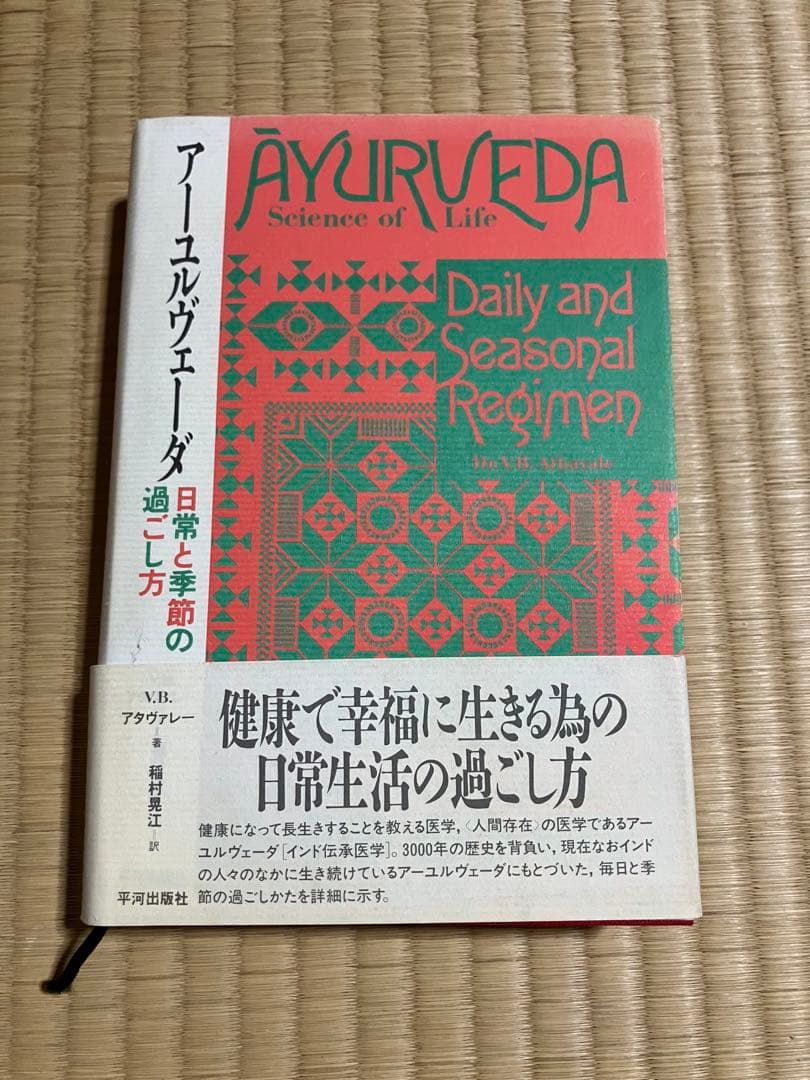 アーユルヴェーダ
日常と季節の
過ごし方
ĀYURVEDA
Science of Life
Daily and
Seasonal
Regimen
Dr. V.B. Athavale
V.B.
アタヴァレー
著
稲村晃江
訳
平河出版社
健康で幸福に生きる為の
日常生活の過ごし方
健康になって長生きすることを教える医学,〈人間存在〉の医学であるアー
ユルヴェーダ[インド伝承医学]。3000年の歴史を背負い,現在なおインド
の人々のなかに生き続けているアーユルヴェーダにもとづいた,毎日と季
節の過ごしかたを詳細に示す。